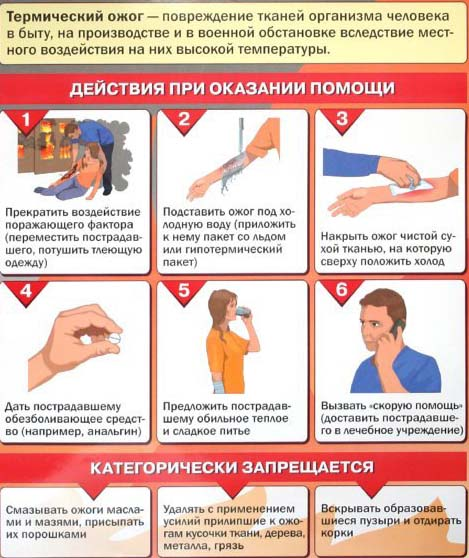 Термический ожог — повреждение тканей организма человека
в быту, на производстве и в военной обстановке вследствие мест-
ного воздействия на них высокой температуры.
ДЕЙСТВИЯ ПРИ ОКАЗАНИИ ПОМОЩИ
1
Прекратить воздействие
поражающего фактора
(переместить пострадав-
шего, потушить тлеющую
одежду)
2
Подставить ожог под хо-
лодную воду (приложить
к нему пакет со льдом
или гипотермический
пакет)
3
Накрыть ожог чистой су-
хой тканью, на которую
сверху положить холод
4
Дать пострадавшему
обезболивающее средст-
во (например, анальгин)
5
Предложить пострадав-
шему обильное теплое
и сладкое питье
6
Вызвать «скорую помощь»
(доставить пострадавше-
го в лечебное учреждение)
КАТЕГОРИЧЕСКИ ЗАПРЕЩАЕТСЯ
Смазывать ожоги масла-
ми и мазями, присыпать
их порошками
Удалять с применением
усилий прилипшие к ожо-
гам кусочки ткани, дерева,
металла, грязь
Вскрывать образовав-
шиеся пузыри и отдирать
корки